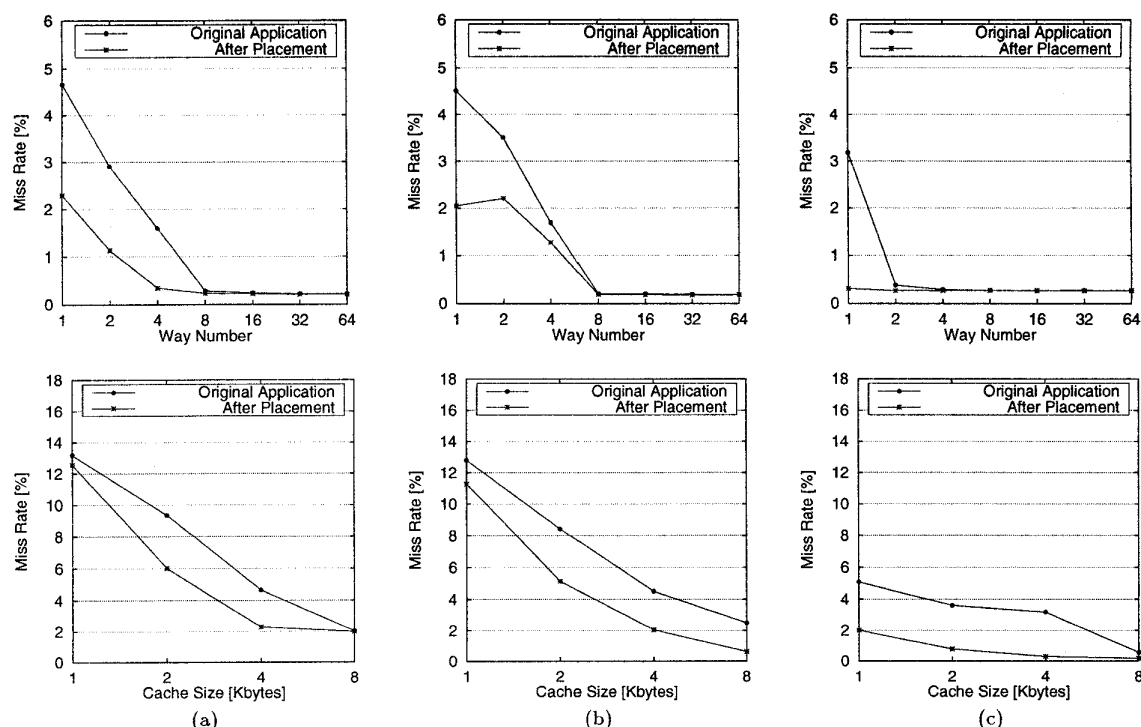 6
5
4
3
2
1
0
Original Application
After Placement
Miss Rate [%]
1 2 4 8 16 32 64
Way Number
6
5
4
3
2
1
0
Original Application
After Placement
Miss Rate [%]
1 2 4 8 16 32 64
Way Number
6
5
4
3
2
1
0
Original Application
After Placement
Miss Rate [%]
1 2 4 8 16 32 64
Way Number
18
16
14
12
10
8
6
4
2
0
Original Application
After Placement
Miss Rate [%]
1 2 4 8
Cache Size [Kbytes]
(a)
18
16
14
12
10
8
6
4
2
0
Original Application
After Placement
Miss Rate [%]
1 2 4 8
Cache Size [Kbytes]
(b)
18
16
14
12
10
8
6
4
2
0
Original Application
After Placement
Miss Rate [%]
1 2 4 8
Cache Size [Kbytes]
(c)